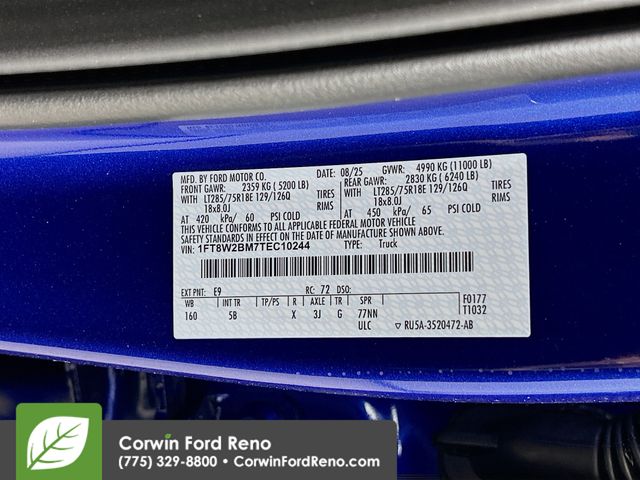 MFD. BY FORD MOTOR CO.
08/25 GVWR: 4990 KG (11000 LB)
FRONT GAWR: 2359 KG (5200 LB)
REAR GAWR: 2830 KG (6240 LB)
WITH LT285/75R18E 129/126Q TIRES
WITH LT285/75R18E 129/126Q TIRES
18x8.0J RIMS
18x8.0J RIMS
AT 420 kPa/ 60 PSI COLD
AT 450 kPa/ 65 PSI COLD
THIS VEHICLE CONFORMS TO ALL APPLICABLE FEDERAL MOTOR VEHICLE SAFETY STANDARDS IN EFFECT ON THE DATE OF MANUFACTURE SHOWN ABOVE.
VIN: 1FT8W2BM7TEC10244
TYPE: Truck
EXT PNT: E9 RC: 72 DSO:
WB INT TR TP/PS R AXLE TR SPR F0177
160 5B X 3J G 77NN T1032
ULC ▽ RU5A-3520472-AB
Corwin Ford Reno
(775) 329-8800 • CorwinFordReno.com